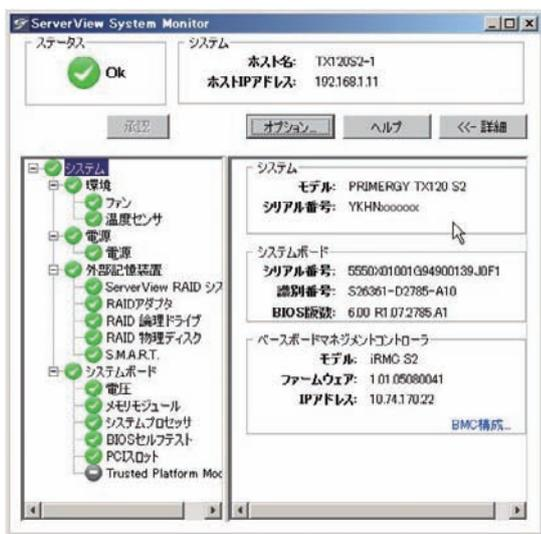 ServerView System Monitor
ステータス
Ok
システム
ホスト名: TX120S2-1
ホストIPアドレス: 192.168.1.11
承認
オプション...
ヘルプ
<<- 詳細
システム
環境
ファン
温度センサ
電源
電源
外部記憶装置
ServerView RAID シス
RAIDアダプタ
RAID 論理ドライブ
RAID 物理ディスク
S.M.A.R.T.
システムボード
電圧
メモリモジュール
システムプロセッサ
BIOSセルフテスト
PCIスロット
Trusted Platform Moc
システム
モデル: PRIMERGY TX120 S2
シリアル番号: YKHNxxxxxx
システムボード
シリアル番号: 5550X01001G94900139J0F1
識別番号: S26361-D2785-A10
BIOS版数: 6.00 R1.07.2785.A1
ベースボードマネジメントコントローラ
モデル: iRMC S2
ファームウェア: 1.01.05080041
IPアドレス: 10.74.170.22
BMC構成...